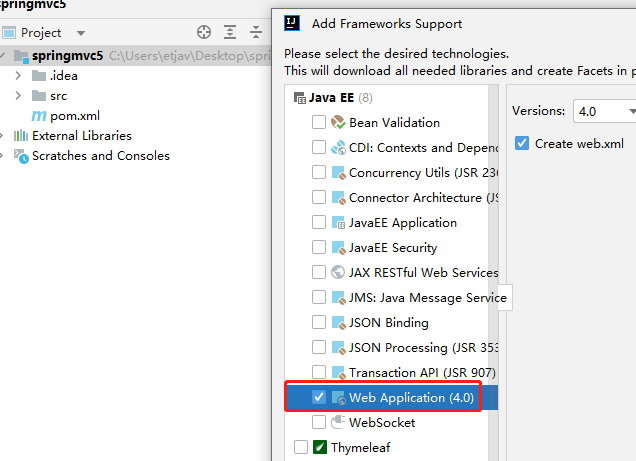 springmvc5
Project
springmvc5 C:\Users\etjav\Desktop\spri
.idea
src
pom.xml
External Libraries
Scratches and Consoles
Add Frameworks Support
Please select the desired technologies.
This will download all needed libraries and create Facets in p
Java EE (8)
Bean Validation
CDI: Contexts and Depend
Concurrency Utils (JSR 236
Connector Architecture (JS
JavaEE Application
JavaEE Security
JAX RESTful Web Services
JMS: Java Message Service
JSON Binding
JSON Processing (JSR 353
Transaction API (JSR 907)
Web Application (4.0)
WebSocket
Thymeleaf
Versions: 4.0
Create web.xml